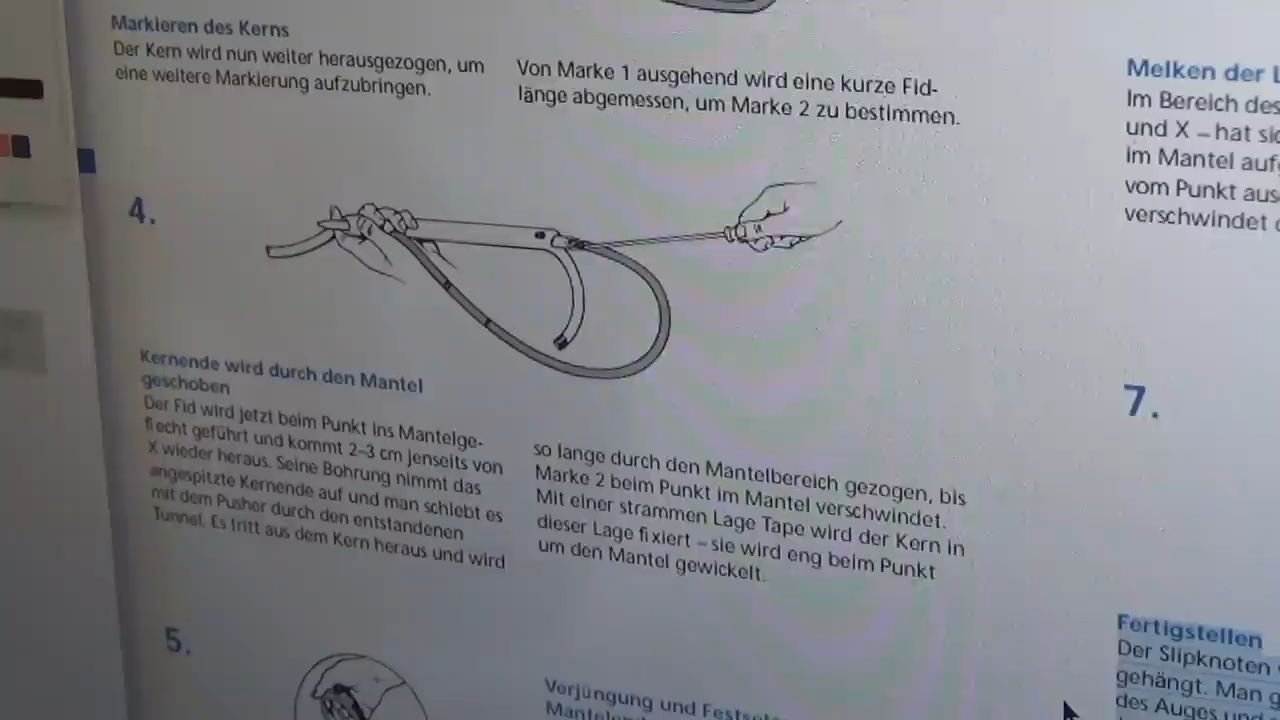 Markieren des Kerns
Der Kern wird nun weiter herausgezogen, um
eine weitere Markierung aufzubringen.
Von Marke 1 ausgehend wird eine kurze Fid-
länge abgemessen, um Marke 2 zu bestimmen.
4.
Kernende wird durch den Mantel
geschoben
Der Fid wird jetzt beim Punkt ins Mantelge-
flecht geführt und kommt 2–3 cm jenseits von
X wieder heraus. Seine Bohrung nimmt das
angespitzte Kernende auf und man schiebt es
mit dem Pusher durch den entstandenen
Tunnel. Es tritt aus dem Kern heraus und wird
so lange durch den Mantelbereich gezogen, bis
Marke 2 beim Punkt im Mantel verschwindet.
Mit einer strammen Lage Tape wird der Kern in
dieser Lage fixiert – sie wird eng beim Punkt
um den Mantel gewickelt.
5.
Verjüngung und
Melken der
Im Bereich des
und X – hat
im Mantel
vom Punkt
verschwindet
7.
Fertigstellen
Der Slipknoten
gehängt. Man
des Auges und